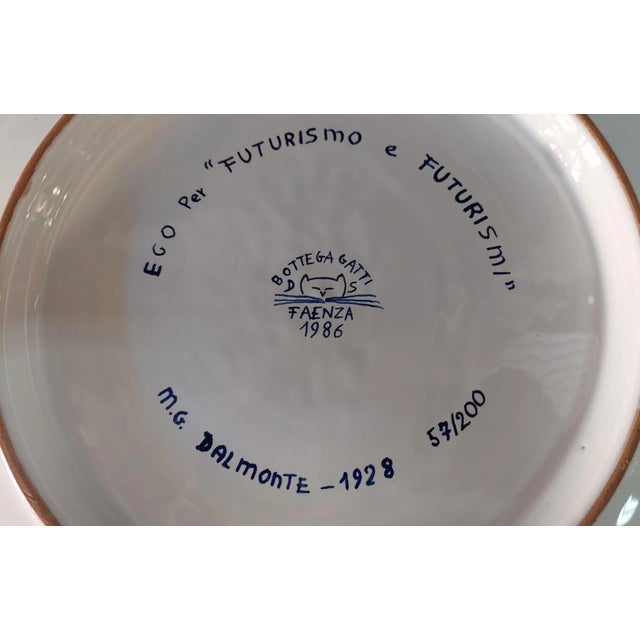 EGO Per "FUTURISMO e FUTURISMI"
BOTTEGA GATTI
D S
FAENZA
1986
M.G. DALMONTE - 1928 57/200